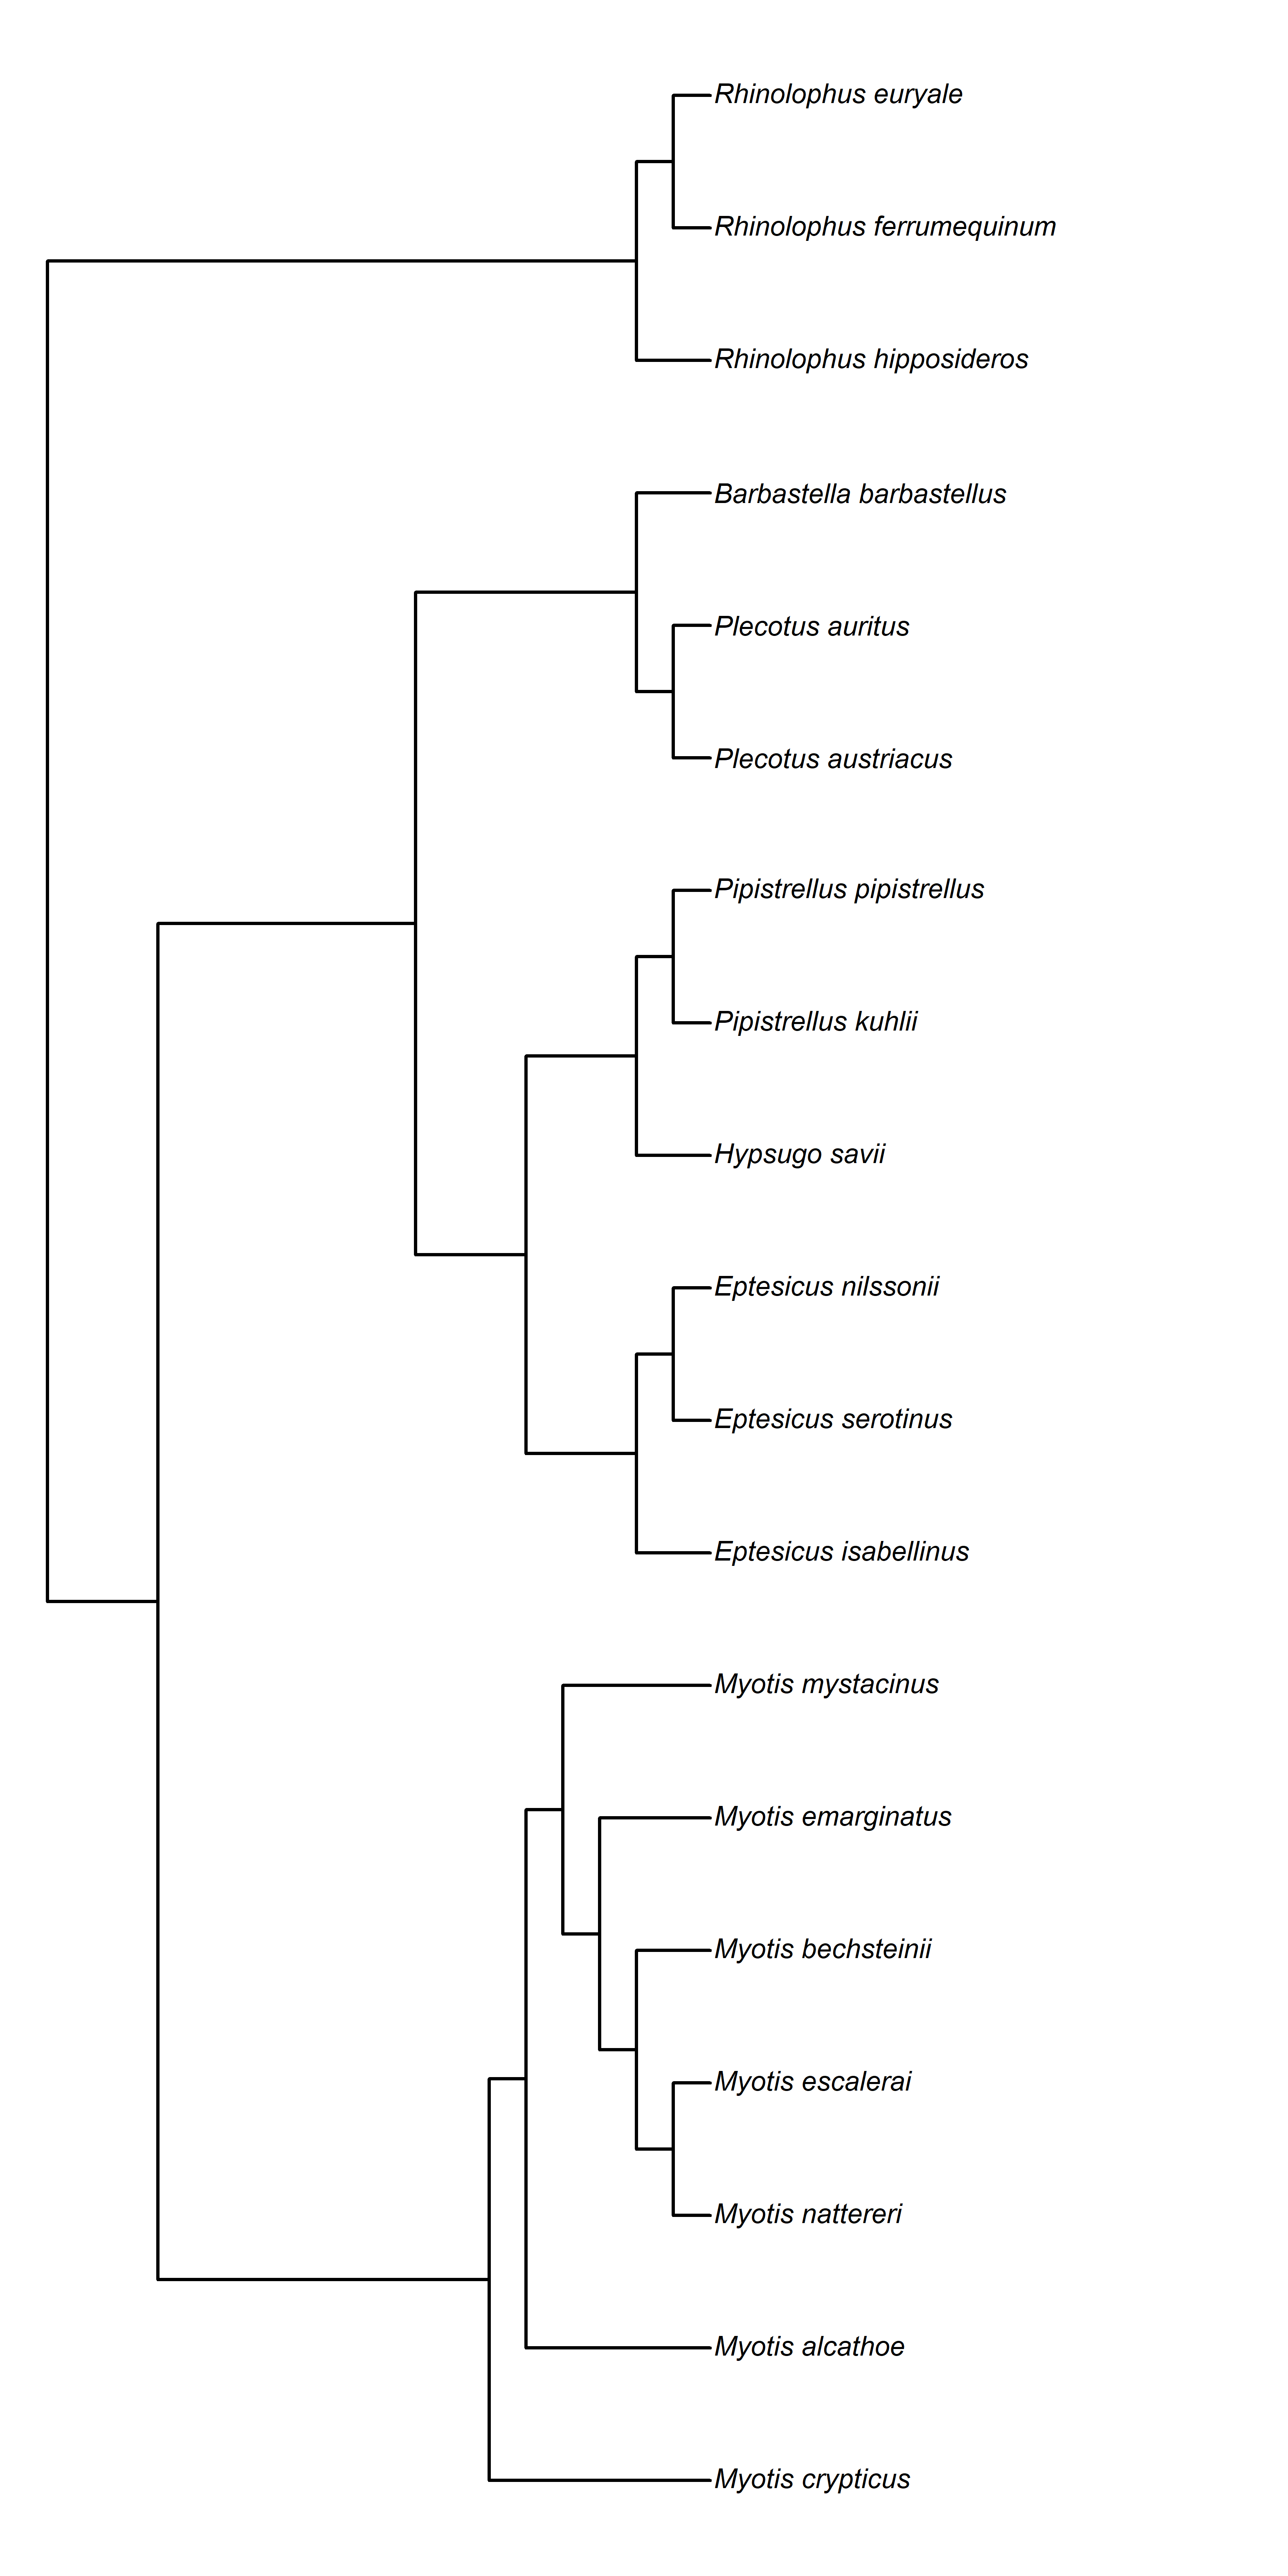 Rhinolophus euryale
Rhinolophus ferrumequinum
Rhinolophus hipposideros
Barbastella barbastellus
Plecotus auritus
Plecotus austriacus
Pipistrellus pipistrellus
Pipistrellus kuhlii
Hypsugo savii
Eptesicus nilssonii
Eptesicus serotinus
Eptesicus isabellinus
Myotis mystacinus
Myotis emarginatus
Myotis bechsteinii
Myotis escalerai
Myotis nattereri
Myotis alcathoe
Myotis crypticus